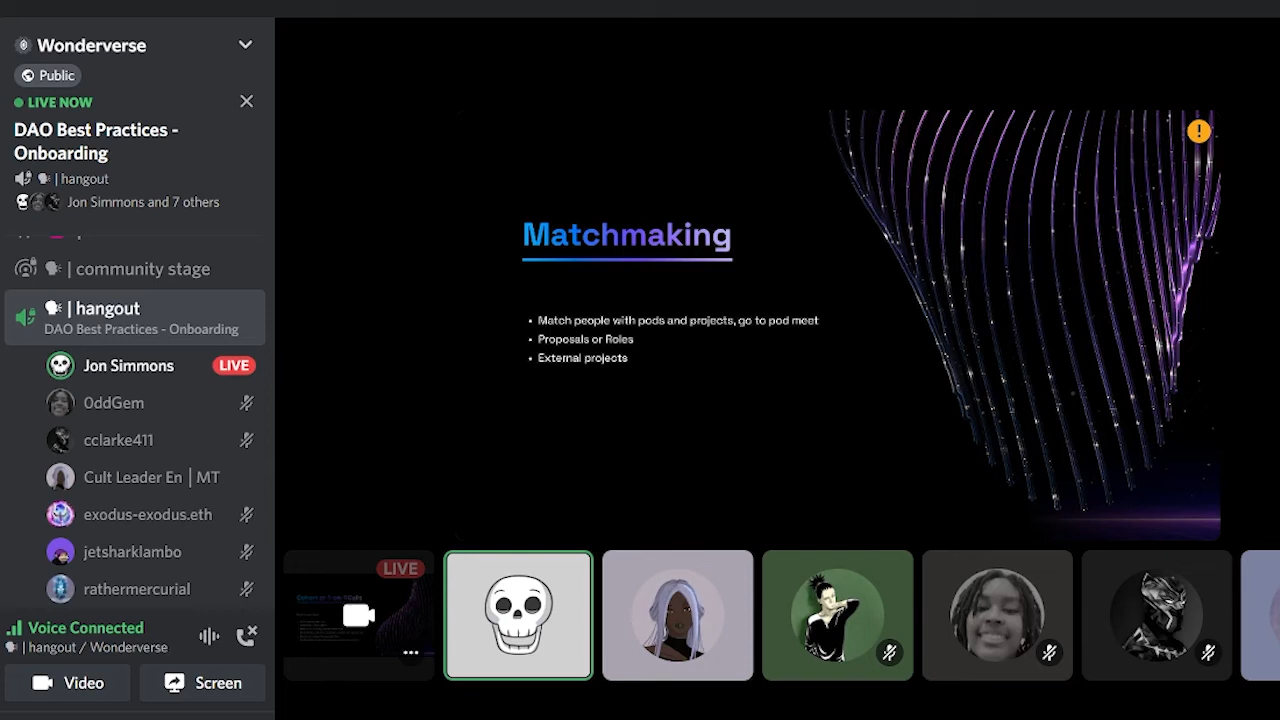 Wonderverse
Public
LIVE NOW
DAO Best Practices -
Onboarding
| hangout
Jon Simmons and 7 others
| community stage
| hangout
DAO Best Practices - Onboarding
Jon Simmons LIVE
0ddGem
cclarke411
Cult Leader En | MT
exodus-exodus.eth
jetsharklambo
rathermercurial
Voice Connected
| hangout / Wonderverse
Video Screen
!
Matchmaking
• Match people with pods and projects, go to pod meet
• Proposals or Roles
• External projects
LIVE